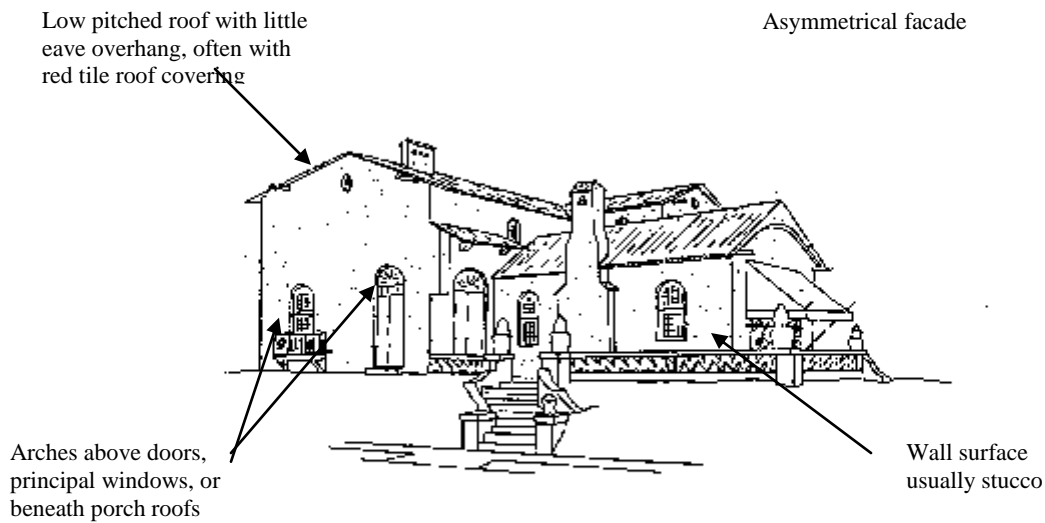 Low pitched roof with little
eave overhang, often with
red tile roof covering
Asymmetrical facade
Arches above doors,
principal windows, or
beneath porch roofs
Wall surface
usually stucco